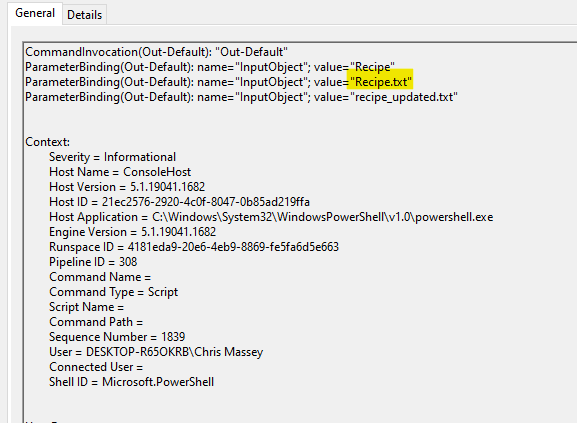 General Details
CommandInvocation(Out-Default): "Out-Default"
ParameterBinding(Out-Default): name="InputObject"; value="Recipe"
ParameterBinding(Out-Default): name="InputObject"; value="Recipe.txt"
ParameterBinding(Out-Default): name="InputObject"; value="recipe_updated.txt"
Context:
Severity = Informational
Host Name = ConsoleHost
Host Version = 5.1.19041.1682
Host ID = 21ec2576-2920-4c0f-8047-0b85ad219ffa
Host Application = C:\Windows\System32\WindowsPowerShell\v1.0\powershell.exe
Engine Version = 5.1.19041.1682
Runspace ID = 4181eda9-20e6-4eb9-8869-fe5fa6d5e663
Pipeline ID = 308
Command Name =
Command Type = Script
Script Name =
Command Path =
Sequence Number = 1839
User = DESKTOP-R65OKRB\Chris Massey
Connected User =
Shell ID = Microsoft.PowerShell